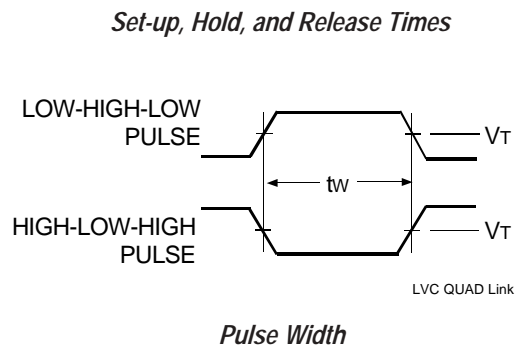 Set-up, Hold, and Release Times
LOW-HIGH-LOW
PULSE
VT
tW
HIGH-LOW-HIGH
PULSE
VT
LVC QUAD Link
Pulse Width